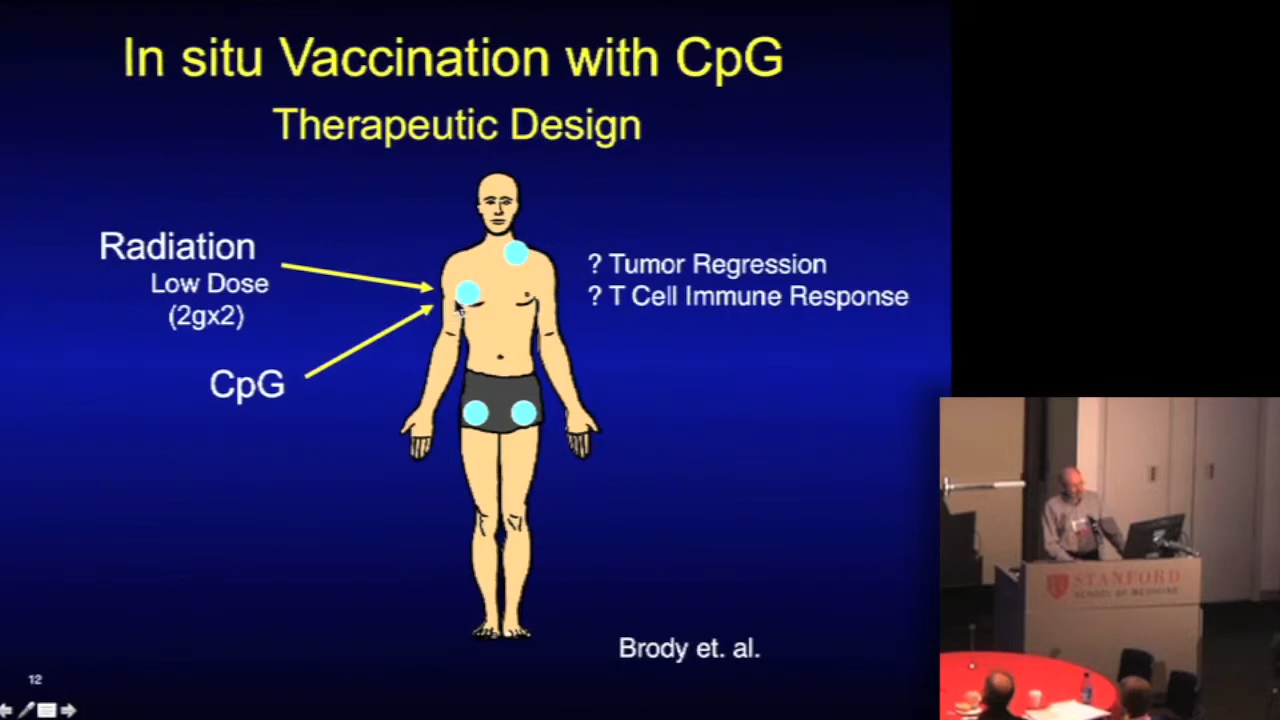 In situ Vaccination with CpG
Therapeutic Design
Radiation
Low Dose
(2gx2)
CpG
? Tumor Regression
? T Cell Immune Response
Brody et. al.
12
STANFORD
SCHOOL OF MEDICINE